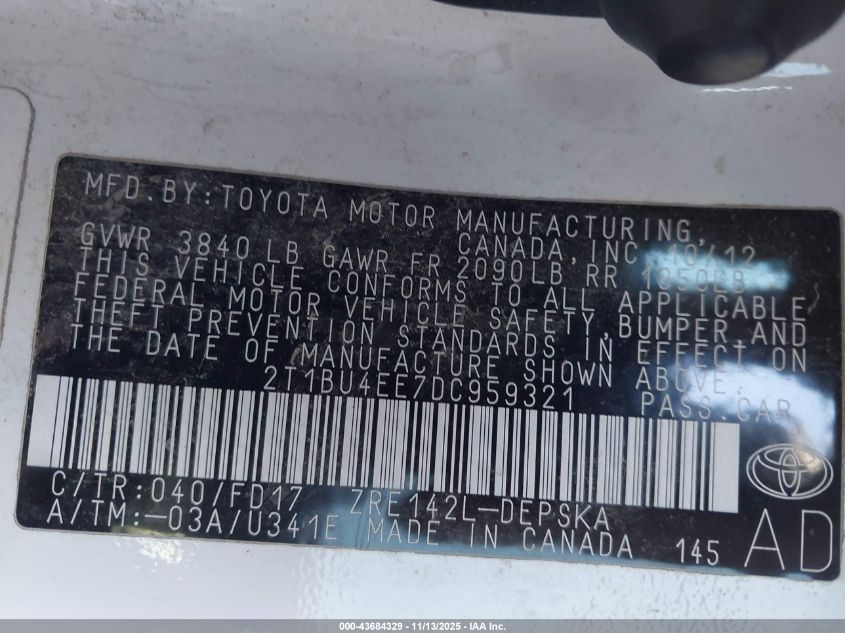 MFD.BY:TOYOTA MOTOR MANUFACTURING,
CANADA,INC. 10/12
GVWR 3840 LB GAWR FR 2090LB RR 1850LB
THIS VEHICLE CONFORMS TO ALL APPLICABLE
FEDERAL MOTOR VEHICLE SAFETY,BUMPER,AND
THEFT PREVENTION STANDARDS IN EFFECT ON
THE DATE OF MANUFACTURE SHOWN ABOVE.
2T1BU4EE7DC959321 PASS.CAR
C/TR:040/FD17 ZRE142L-DEPSKA
A/TM:-03A/U341E MADE IN CANADA 145 AD
000-43684329 - 11/13/2025 - IAA Inc.